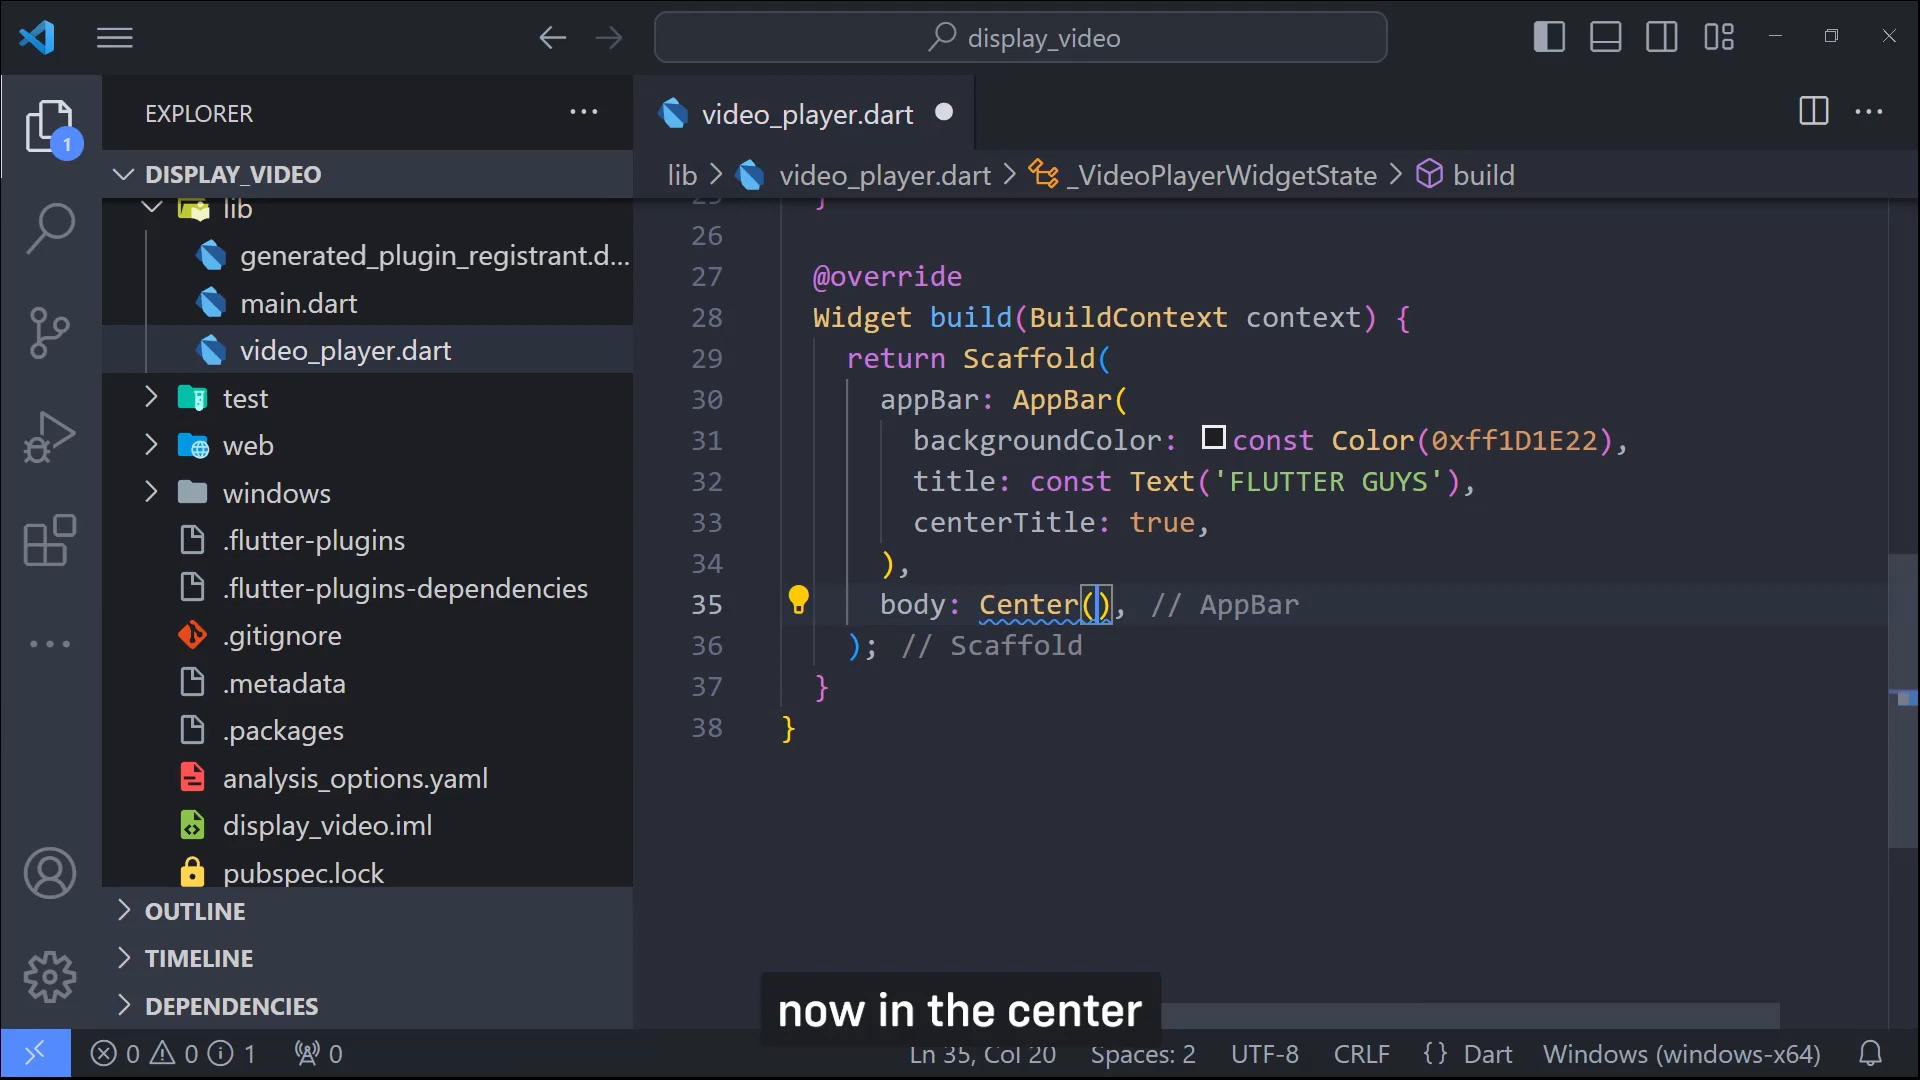 display_video
EXPLORER
video_player.dart
1
DISPLAY_VIDEO
lib > video_player.dart > _VideoPlayerWidgetState > build
lib
generated_plugin_registrant.d...
main.dart
video_player.dart
test
web
windows
.flutter-plugins
.flutter-plugins-dependencies
.gitignore
.metadata
.packages
analysis_options.yaml
display_video.iml
pubspec.lock
OUTLINE
TIMELINE
DEPENDENCIES
25 }
26
27 @override
28 Widget build(BuildContext context) {
29 return Scaffold(
30 appBar: AppBar(
31 backgroundColor: const Color(0xff1D1E22),
32 title: const Text('FLUTTER GUYS'),
33 centerTitle: true,
34 ),
35 body: Center(), // AppBar
36 ); // Scaffold
37 }
38 }
now in the center
0 0 1 0
Ln 35, Col 20 Spaces: 2 UTF-8 CRLF {} Dart Windows (windows-x64)